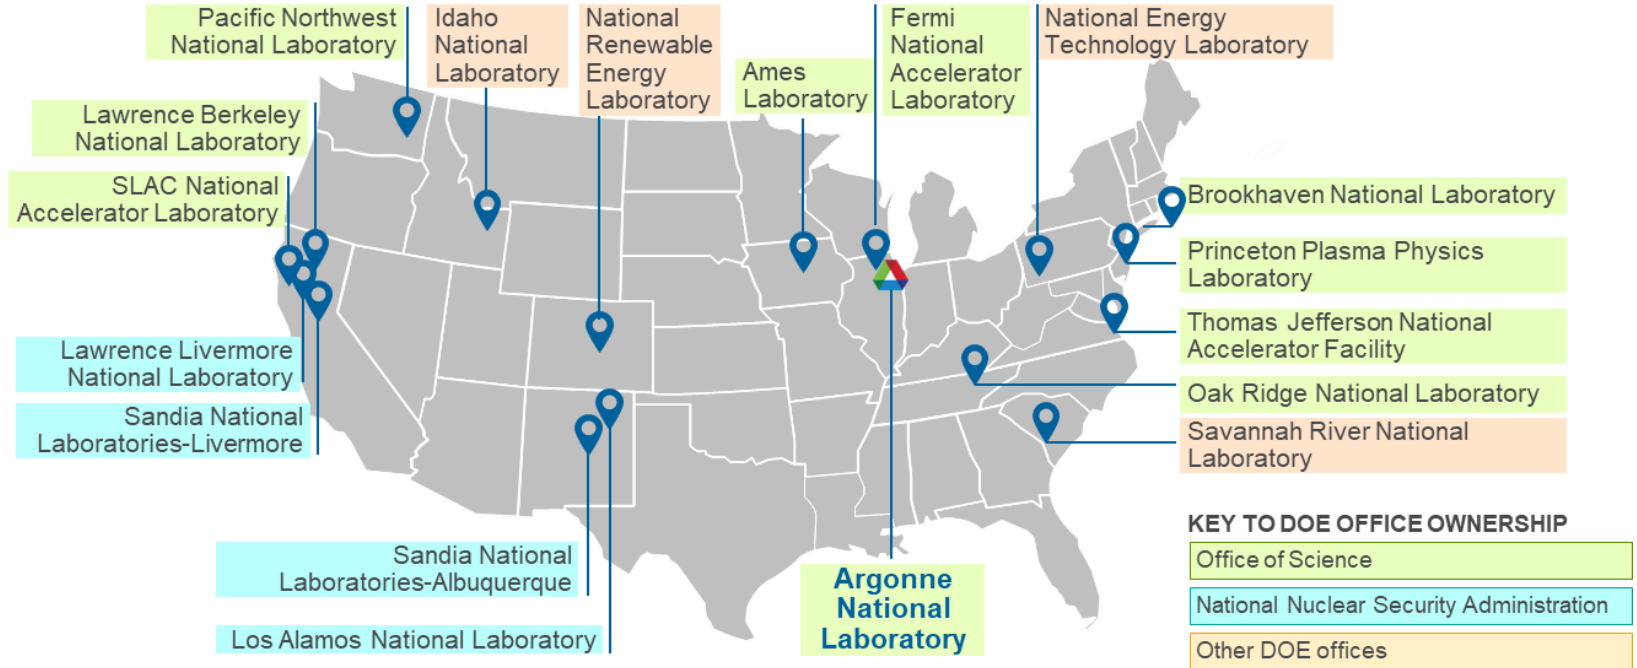 Pacific Northwest
National Laboratory
Idaho
National
Laboratory
National
Renewable
Energy
Laboratory
Ames
Laboratory
Fermi
National
Accelerator
Laboratory
National Energy
Technology Laboratory
Lawrence Berkeley
National Laboratory
SLAC National
Accelerator Laboratory
Lawrence Livermore
National Laboratory
Sandia National
Laboratories-Livermore
Sandia National
Laboratories-Albuquerque
Los Alamos National Laboratory
Argonne
National
Laboratory
Brookhaven National Laboratory
Princeton Plasma Physics
Laboratory
Thomas Jefferson National
Accelerator Facility
Oak Ridge National Laboratory
Savannah River National
Laboratory
KEY TO DOE OFFICE OWNERSHIP
Office of Science
National Nuclear Security Administration
Other DOE offices